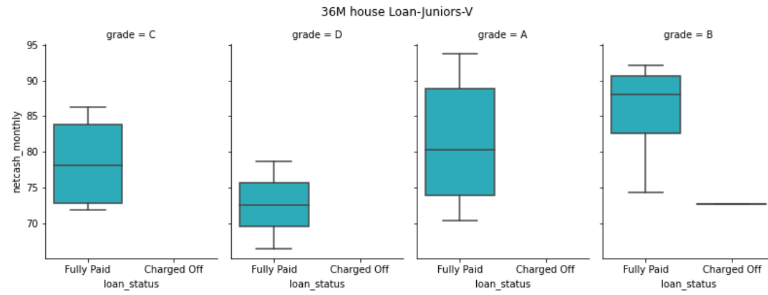 36M house Loan-Juniors-V
grade = C
grade = D
grade = A
grade = B
netcash_monthly
95
90
85
80
75
70
Fully Paid Charged Off
loan_status
Fully Paid Charged Off
loan_status
Fully Paid Charged Off
loan_status
Fully Paid Charged Off
loan_status